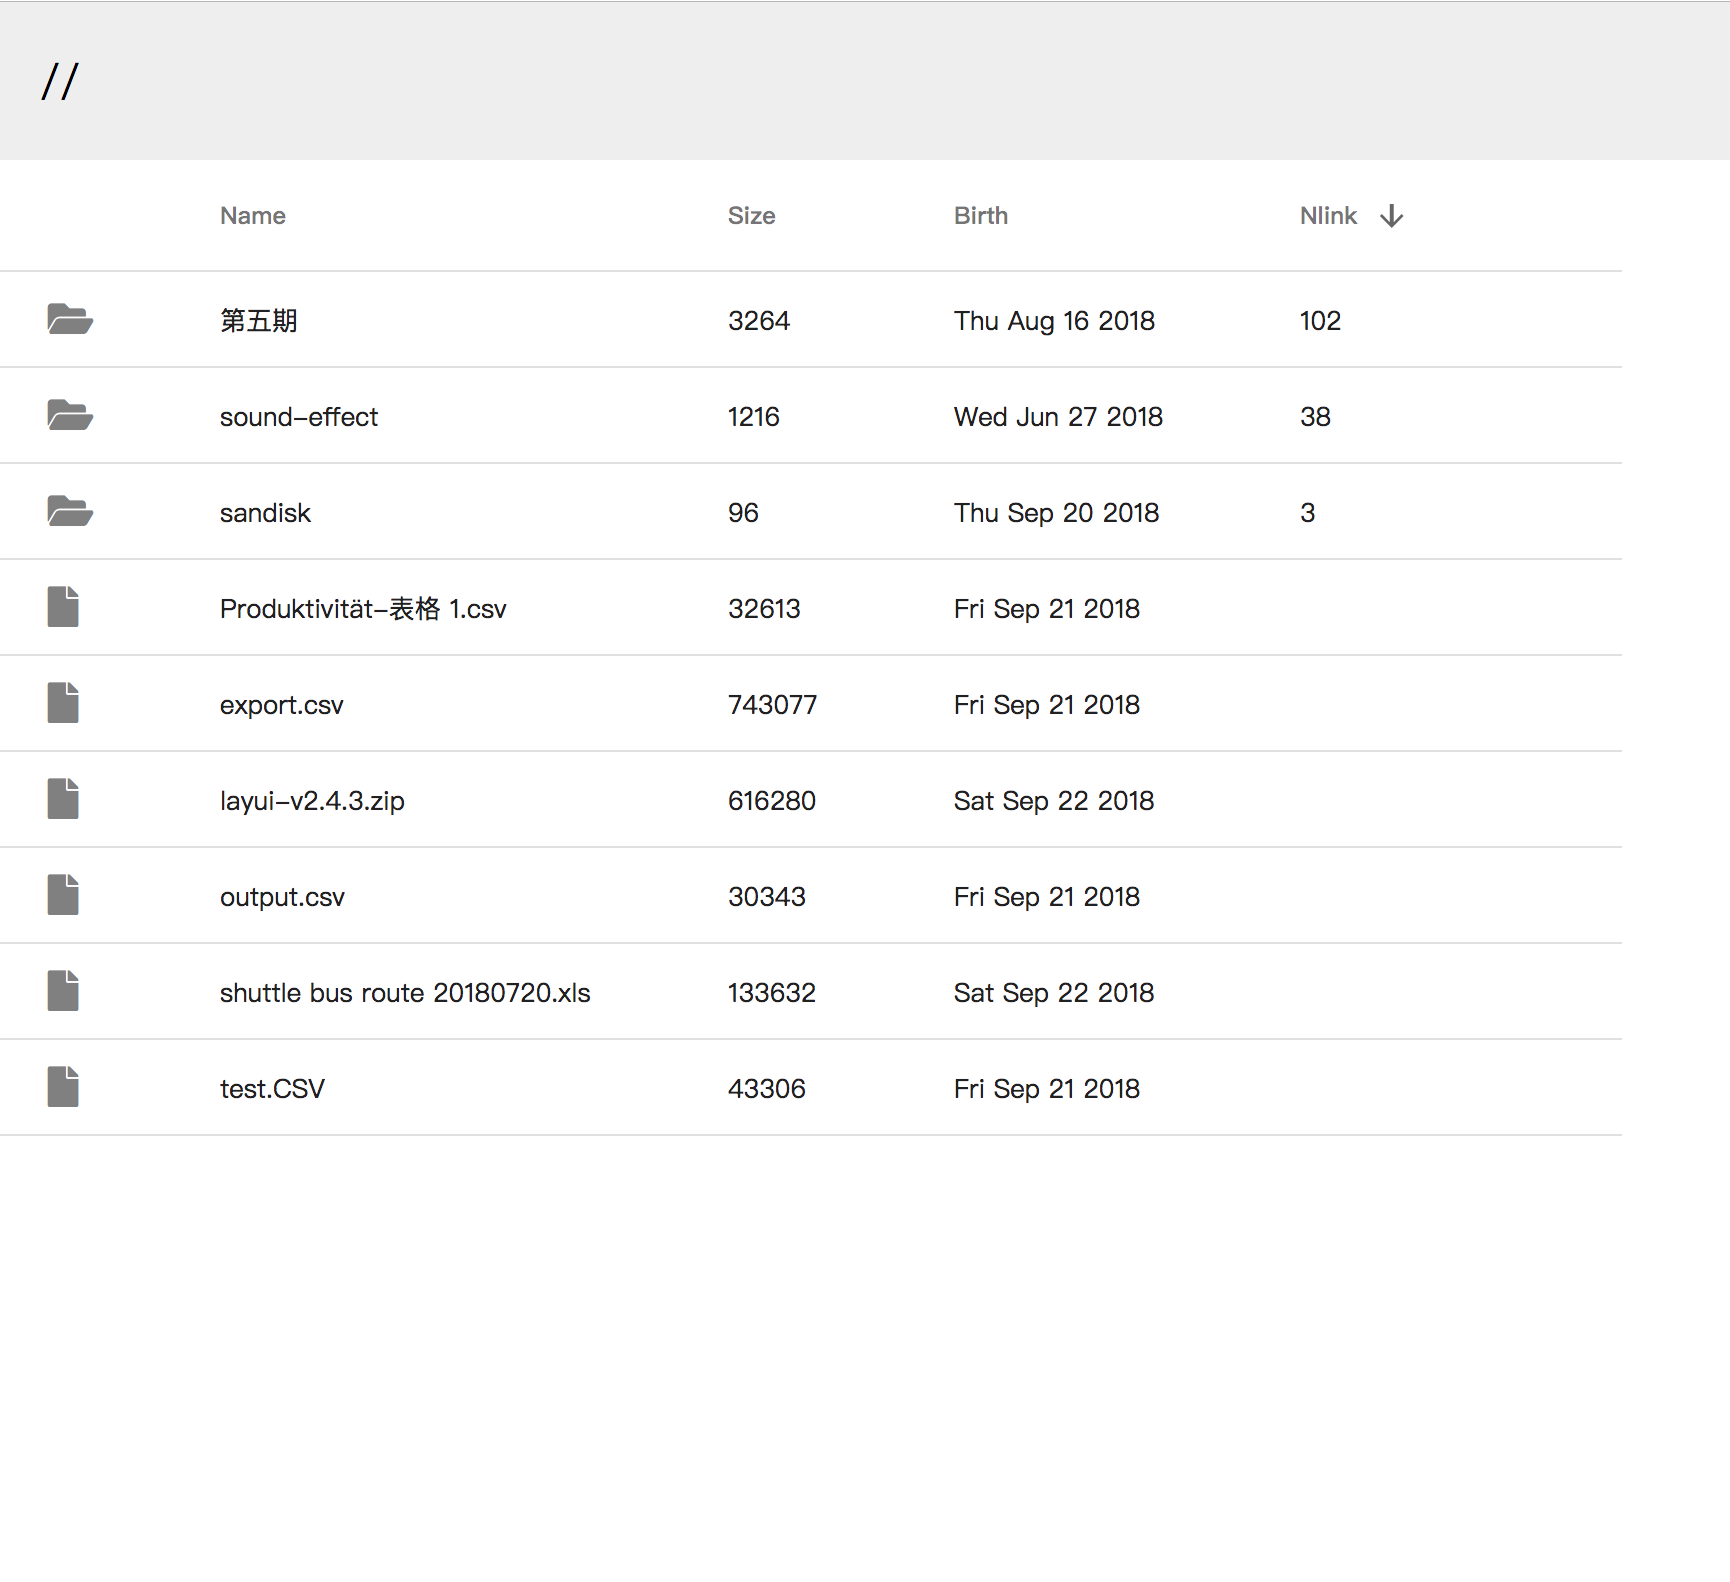 //
Name Size Birth Nlink ↓
第五期 3264 Thu Aug 16 2018 102
sound-effect 1216 Wed Jun 27 2018 38
sandisk 96 Thu Sep 20 2018 3
Produktivität-表格 1.csv 32613 Fri Sep 21 2018
export.csv 743077 Fri Sep 21 2018
layui-v2.4.3.zip 616280 Sat Sep 22 2018
output.csv 30343 Fri Sep 21 2018
shuttle bus route 20180720.xls 133632 Sat Sep 22 2018
test.CSV 43306 Fri Sep 21 2018